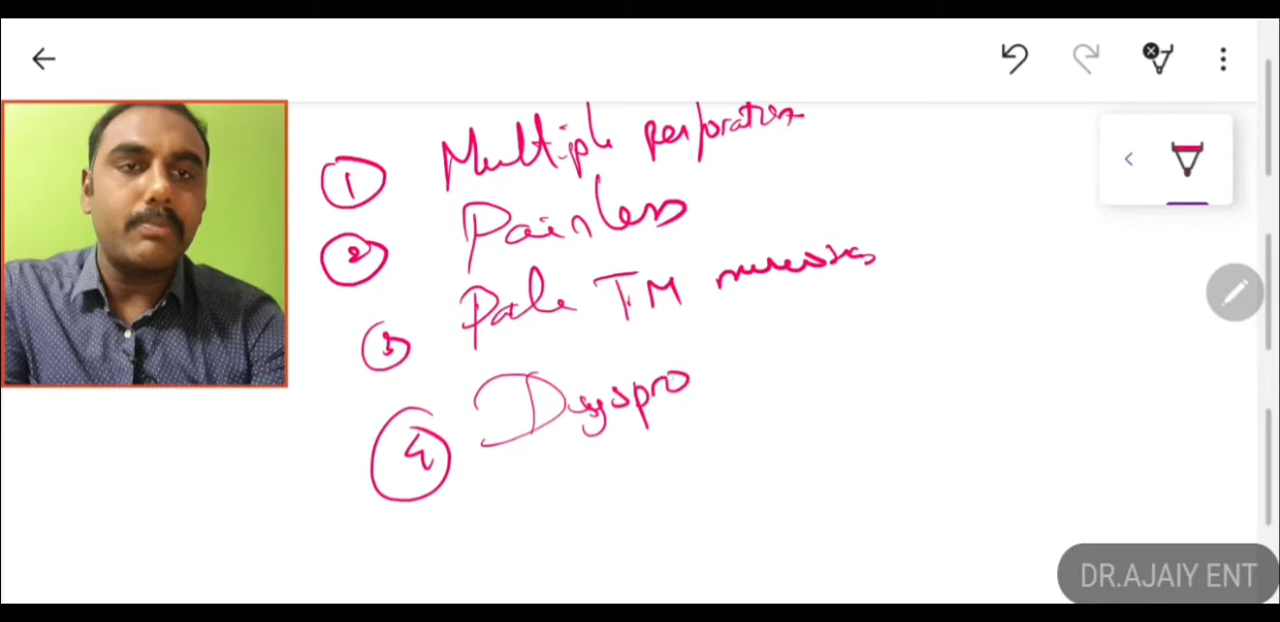 1 Multiple perforation
2 Painless
3 Pale TM mucosa
4 Dyspro
DR.AJAIY ENT